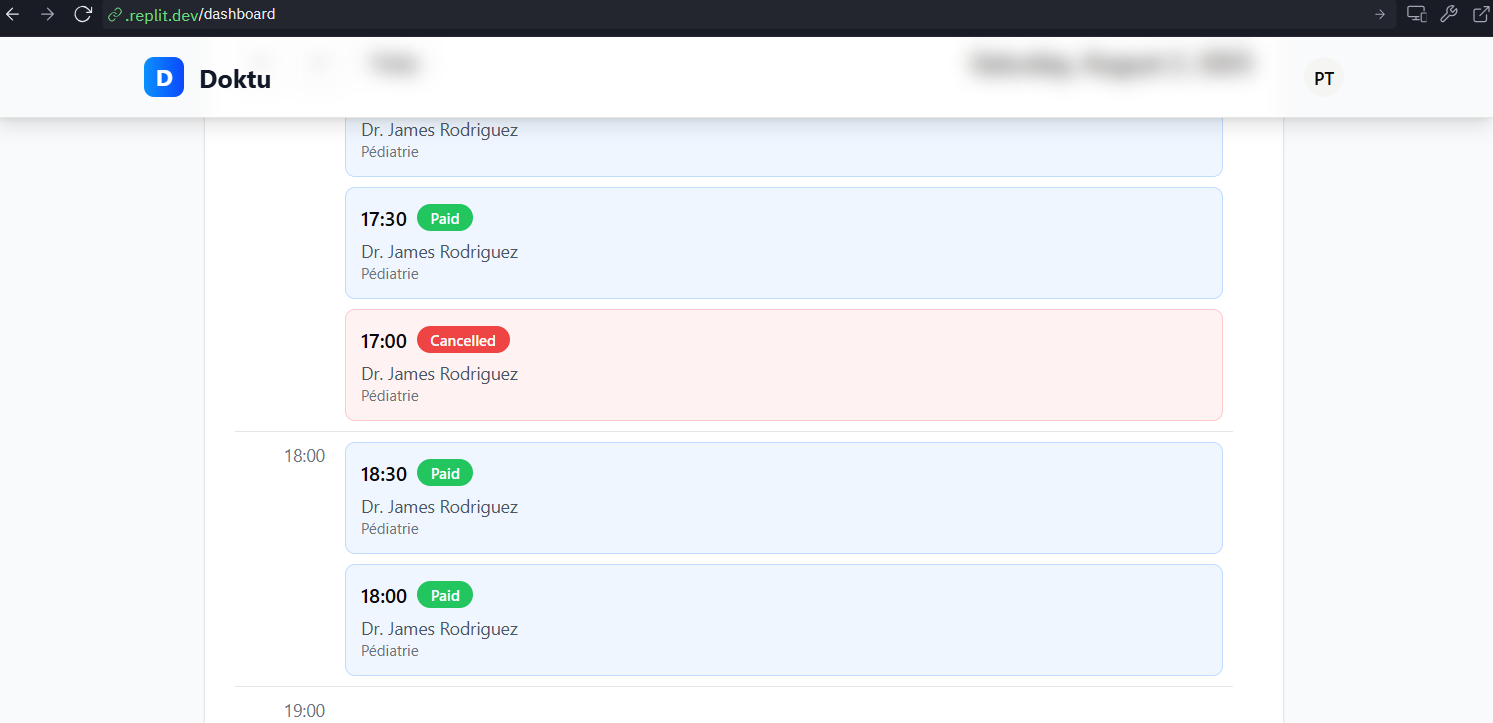 .replit.dev/dashboard
D Doktu
PT
Dr. James Rodriguez
Pédiatrie
17:30 Paid
Dr. James Rodriguez
Pédiatrie
17:00 Cancelled
Dr. James Rodriguez
Pédiatrie
18:00
18:30 Paid
Dr. James Rodriguez
Pédiatrie
18:00 Paid
Dr. James Rodriguez
Pédiatrie
19:00